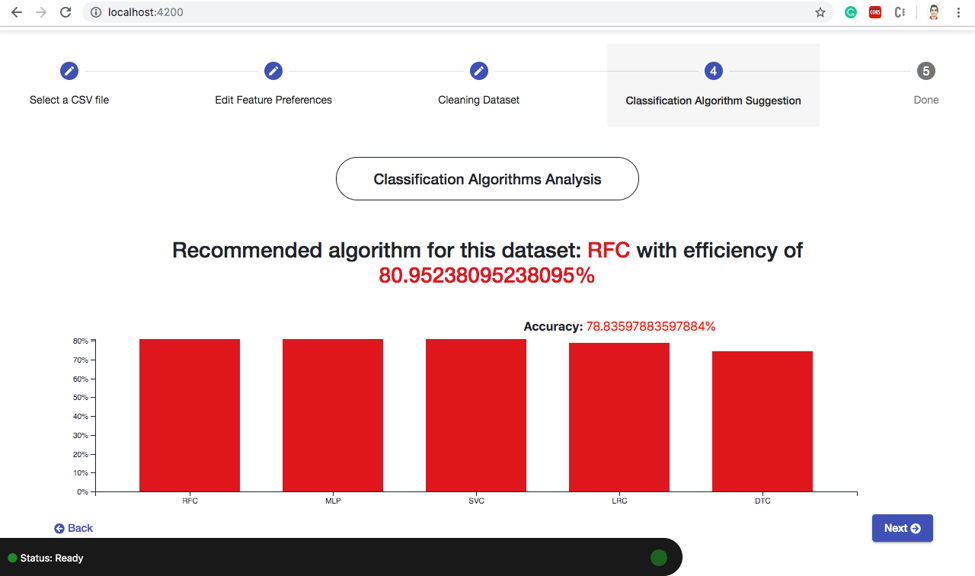 localhost:4200
CORS
4
5
Select a CSV file
Edit Feature Preferences
Cleaning Dataset
Classification Algorithm Suggestion
Done
Classification Algorithms Analysis
Recommended algorithm for this dataset: RFC with efficiency of
80.95238095238095%
Accuracy: 78.83597883597884%
80%
70%
60%
50%
40%
30%
20%
10%
0%
RFC
MLP
SVC
LRC
DTC
Back
Next
Status: Ready